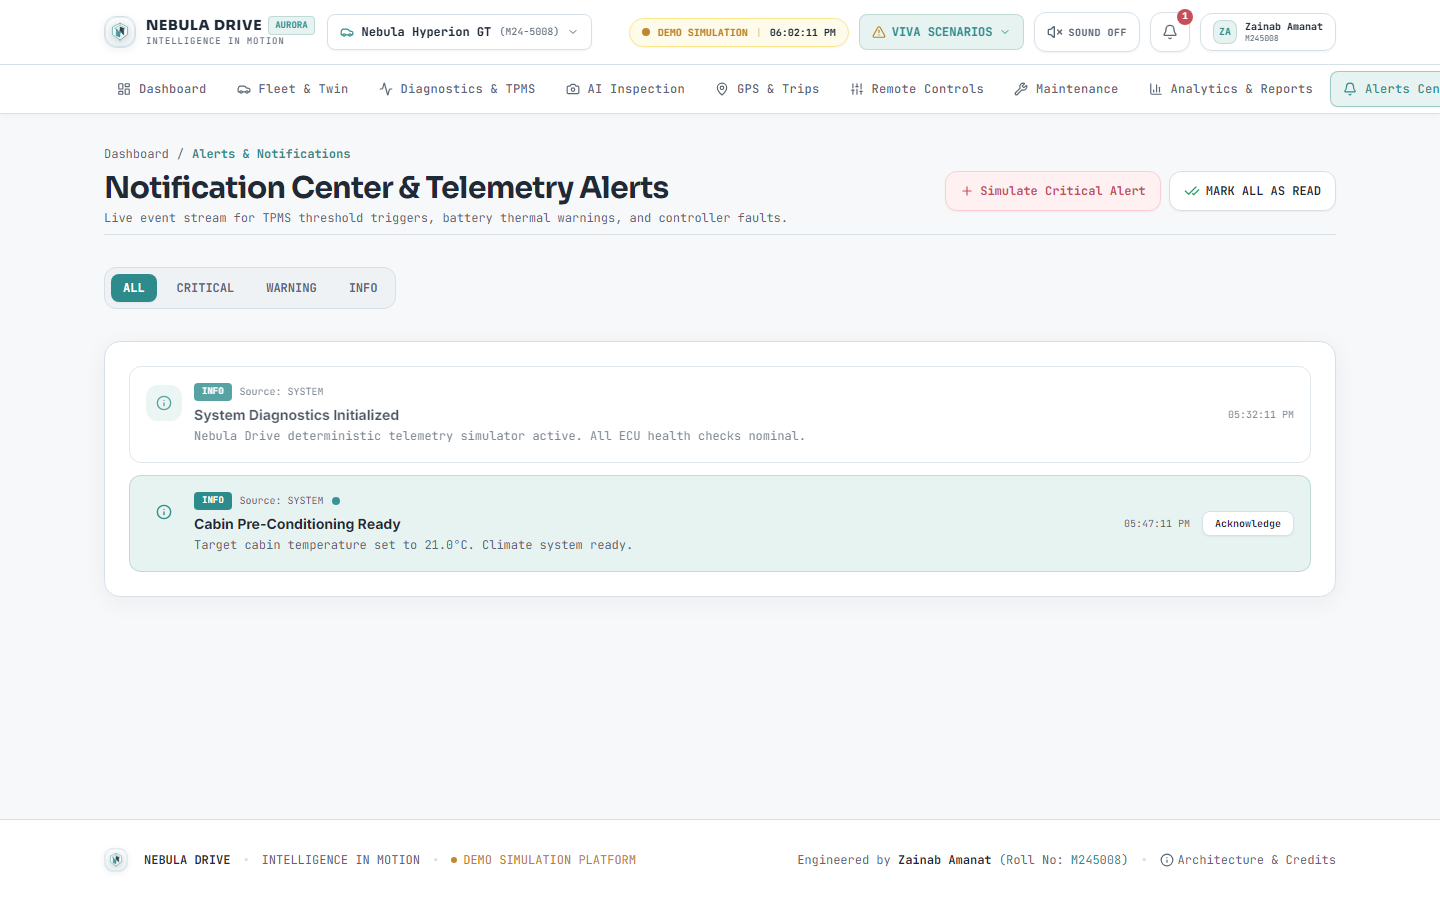 NEBULA DRIVE AURORA
INTELLIGENCE IN MOTION
Nebula Hyperion GT (M24-5008)
DEMO SIMULATION | 06:02:11 PM
VIVA SCENARIOS
SOUND OFF
1
ZA
Zainab Amanat
M245008
Dashboard
Fleet & Twin
Diagnostics & TPMS
AI Inspection
GPS & Trips
Remote Controls
Maintenance
Analytics & Reports
Alerts Cen
Dashboard / Alerts & Notifications
Notification Center & Telemetry Alerts
Live event stream for TPMS threshold triggers, battery thermal warnings, and controller faults.
+ Simulate Critical Alert
MARK ALL AS READ
ALL
CRITICAL
WARNING
INFO
INFO Source: SYSTEM
System Diagnostics Initialized
Nebula Drive deterministic telemetry simulator active. All ECU health checks nominal.
05:32:11 PM
INFO Source: SYSTEM
Cabin Pre-Conditioning Ready
Target cabin temperature set to 21.0°C. Climate system ready.
05:47:11 PM
Acknowledge
NEBULA DRIVE • INTELLIGENCE IN MOTION • DEMO SIMULATION PLATFORM
Engineered by Zainab Amanat (Roll No: M245008) • Architecture & Credits